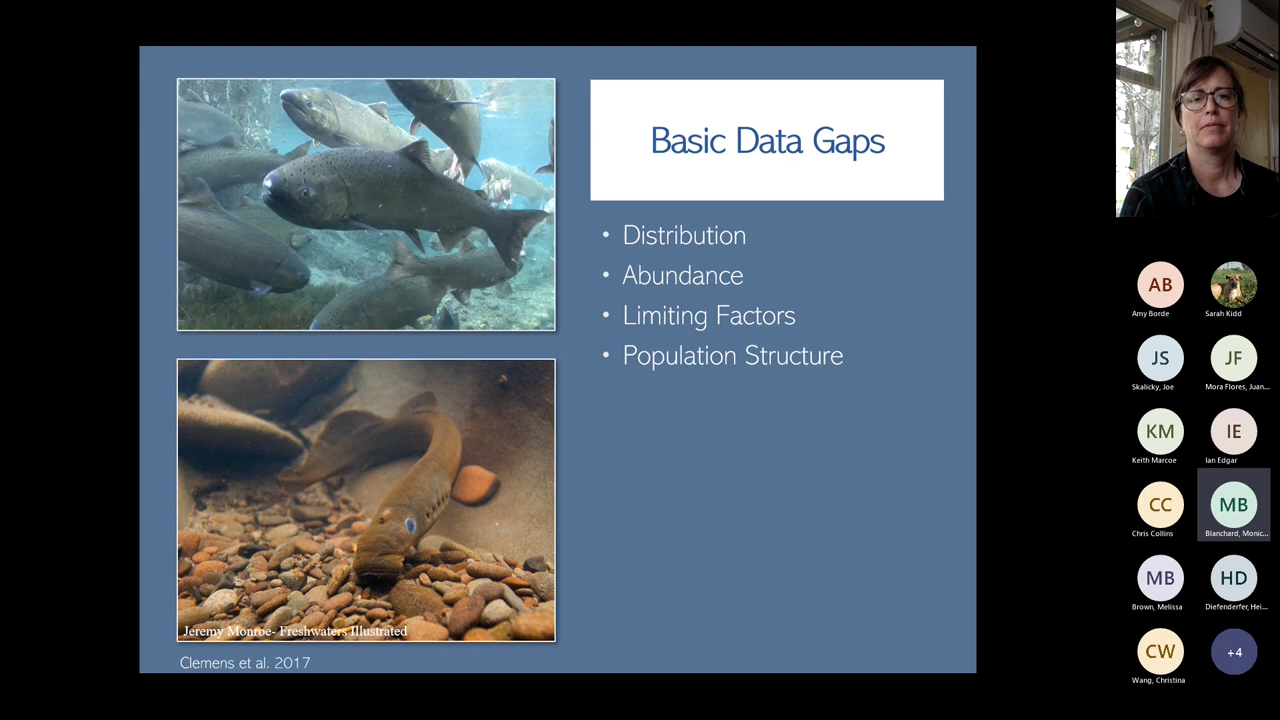 Basic Data Gaps
• Distribution
• Abundance
• Limiting Factors
• Population Structure
Jeremy Monroe- Freshwaters Illustrated
Clemens et al. 2017
AB
Amy Borde
Sarah Kidd
JS
Skalicky, Joe
JF
Mora Flores, Juan...
KM
Keith Marcoe
IE
Ian Edgar
CC
Chris Collins
MB
Blanchard, Monic...
MB
Brown, Melissa
HD
Diefenderfer, Hei...
CW
Wang, Christina
+4